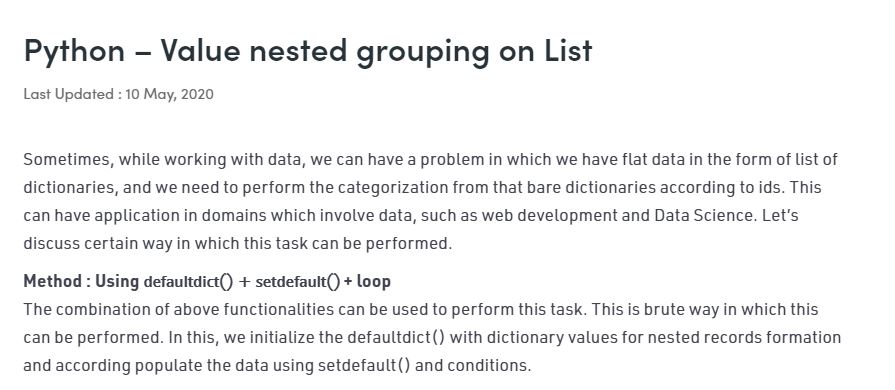 Python – Value nested grouping on List
Last Updated : 10 May, 2020
Sometimes, while working with data, we can have a problem in which we have flat data in the form of list of
dictionaries, and we need to perform the categorization from that bare dictionaries according to ids. This
can have application in domains which involve data, such as web development and Data Science. Let’s
discuss certain way in which this task can be performed.
Method : Using defaultdict() + setdefault() + loop
The combination of above functionalities can be used to perform this task. This is brute way in which this
can be performed. In this, we initialize the defaultdict() with dictionary values for nested records formation
and according populate the data using setdefault() and conditions.